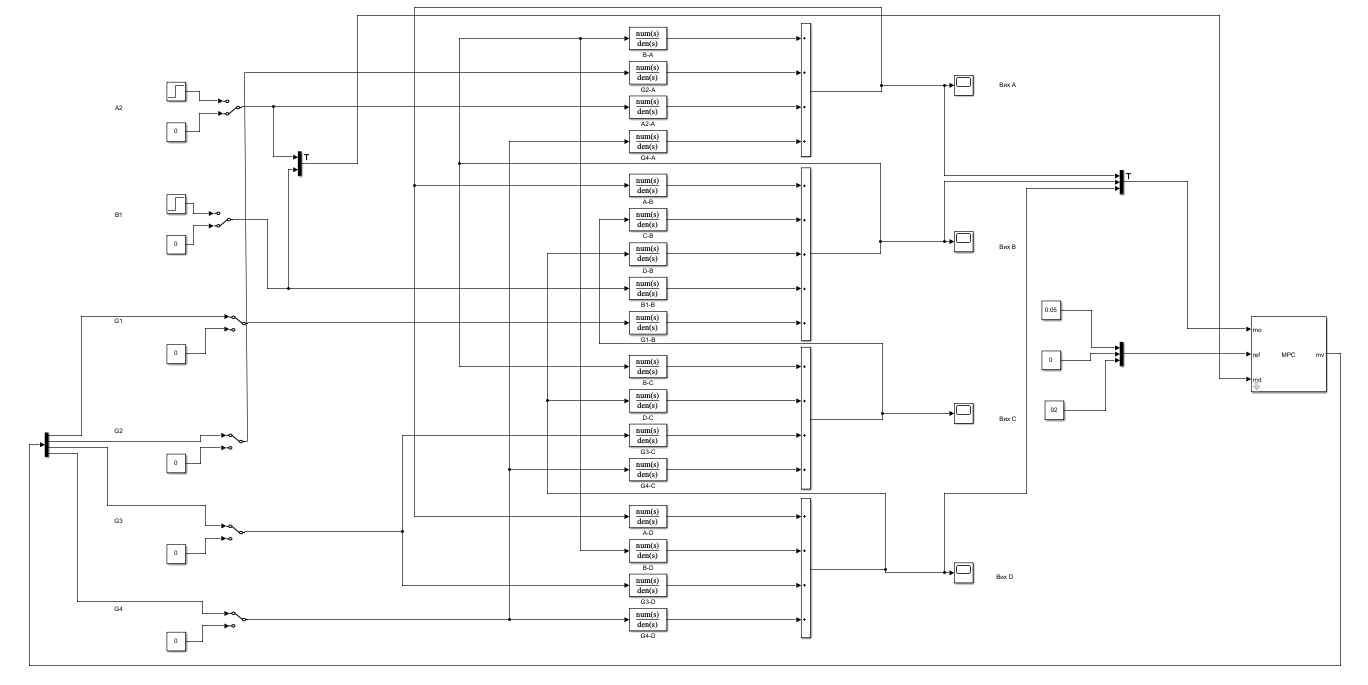 num(s)
den(s)
B-A
num(s)
den(s)
G2-A
A2
0
num(s)
den(s)
A2-A
num(s)
den(s)
G4-A
Вих A
T
T
num(s)
den(s)
A-B
B1
0
num(s)
den(s)
C-B
num(s)
den(s)
D-B
num(s)
den(s)
B1-B
num(s)
den(s)
G1-B
Вих B
G1
0
0.05
0
92
mo
ref
md
MPC
mv
num(s)
den(s)
B-C
num(s)
den(s)
D-C
num(s)
den(s)
G3-C
num(s)
den(s)
G4-C
Вих C
G2
0
num(s)
den(s)
A-D
num(s)
den(s)
B-D
num(s)
den(s)
G3-D
num(s)
den(s)
G4-D
Вих D
G3
0
G4
0